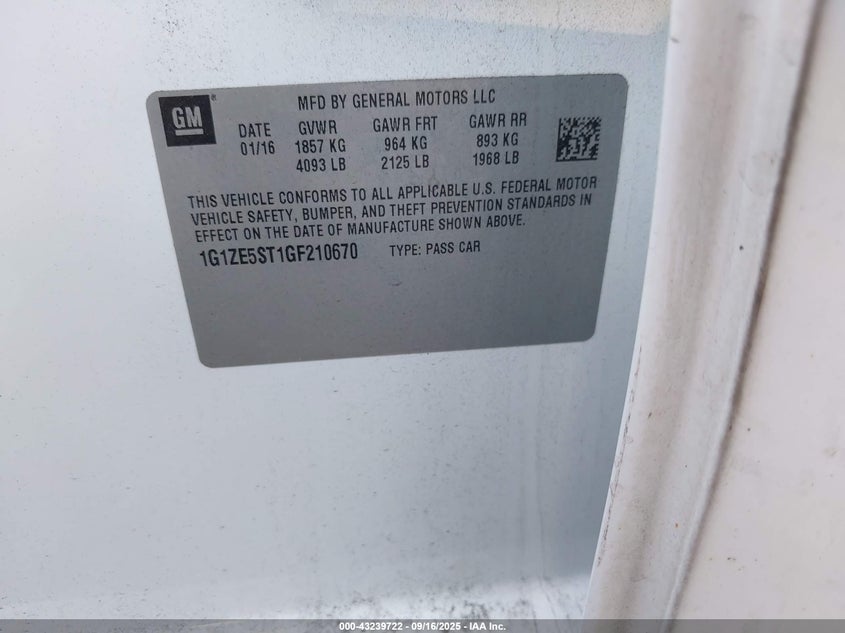 GM
MFD BY GENERAL MOTORS LLC
DATE GVWR GAWR FRT GAWR RR
01/16 1857 KG 964 KG 893 KG
4093 LB 2125 LB 1968 LB
THIS VEHICLE CONFORMS TO ALL APPLICABLE U.S. FEDERAL MOTOR
VEHICLE SAFETY, BUMPER, AND THEFT PREVENTION STANDARDS IN
EFFECT ON THE DATE OF MANUFACTURE SHOWN ABOVE.
1G1ZE5ST1GF210670 TYPE: PASS CAR
000-43239722 - 09/16/2025 - IAA Inc.